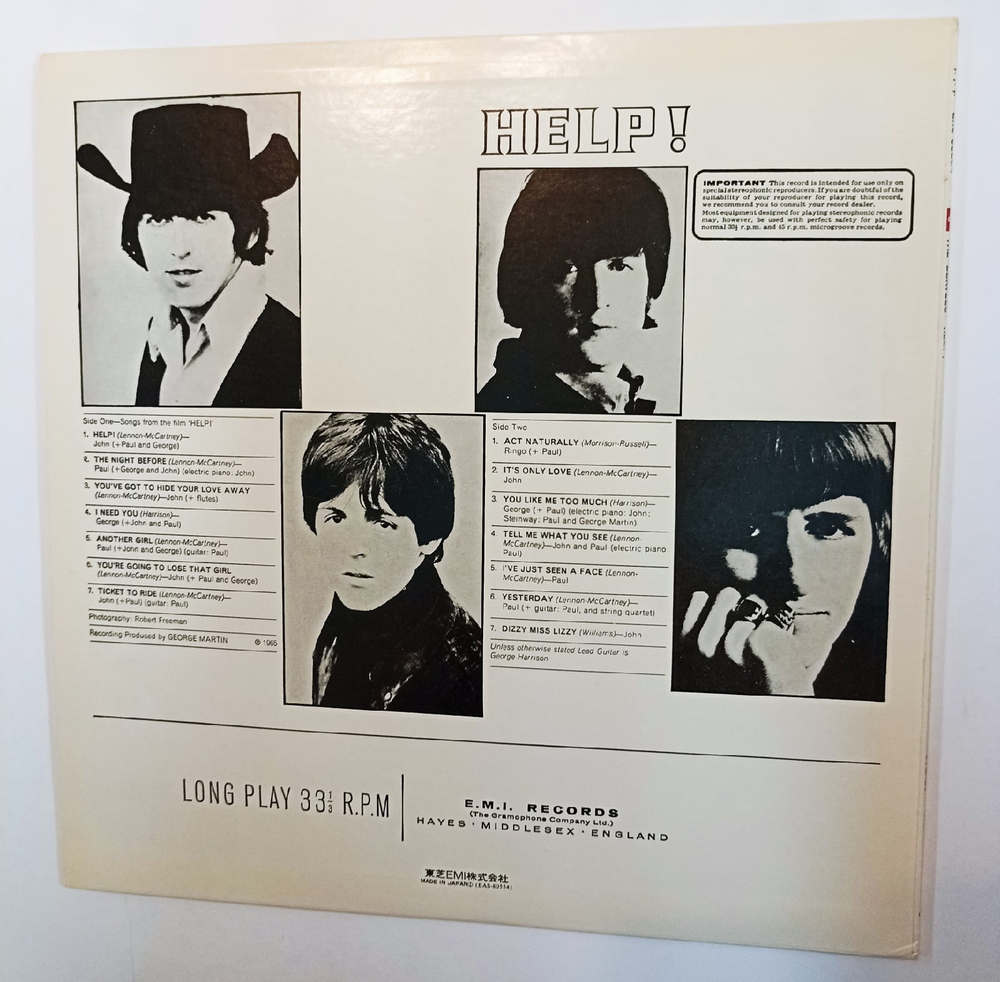 HELP!
IMPORTANT This record is intended for use only on
special stereophonic reproducers. If you are doubtful of the
suitability of your reproducer for playing this record,
we recommend you to consult your record dealer.
Most equipment designed for playing stereophonic records
may, however, be used with perfect safety for playing
normal 33⅓ r.p.m. and 45 r.p.m. microgroove records.
Side One—Songs from the film 'HELP!'
1. HELP! (Lennon-McCartney)—
John (+Paul and George)
2. THE NIGHT BEFORE (Lennon-McCartney)—
Paul (+George and John) (electric piano: John)
3. YOU'VE GOT TO HIDE YOUR LOVE AWAY
(Lennon-McCartney)—John (+ flutes)
4. I NEED YOU (Harrison)—
George (+John and Paul)
5. ANOTHER GIRL (Lennon-McCartney)—
Paul (+John and George) (guitar: Paul)
6. YOU'RE GOING TO LOSE THAT GIRL
(Lennon-McCartney)—John (+ Paul and George)
7. TICKET TO RIDE (Lennon-McCartney)—
John (+Paul) (guitar: Paul)
Photography: Robert Freeman
Recording Produced by GEORGE MARTIN ℗ 1965
Side Two
1. ACT NATURALLY (Morrison-Russell)—
Ringo (+ Paul)
2. IT'S ONLY LOVE (Lennon-McCartney)—
John
3. YOU LIKE ME TOO MUCH (Harrison)—
George (+ Paul) (electric piano: John;
Steinway: Paul and George Martin)
4. TELL ME WHAT YOU SEE (Lennon-
McCartney)—John and Paul (electric piano:
Paul)
5. I'VE JUST SEEN A FACE (Lennon-
McCartney)—Paul
6. YESTERDAY (Lennon-McCartney)—
Paul (+ guitar: Paul, and string quartet)
7. DIZZY MISS LIZZY (Williams)—John
Unless otherwise stated Lead Guitar is
George Harrison
LONG PLAY 33⅓ R.P.M
E.M.I. RECORDS
(The Gramophone Company Ltd.)
HAYES · MIDDLESEX · ENGLAND
東芝EMI株式会社
MADE IN JAPAN (EAS-80554)